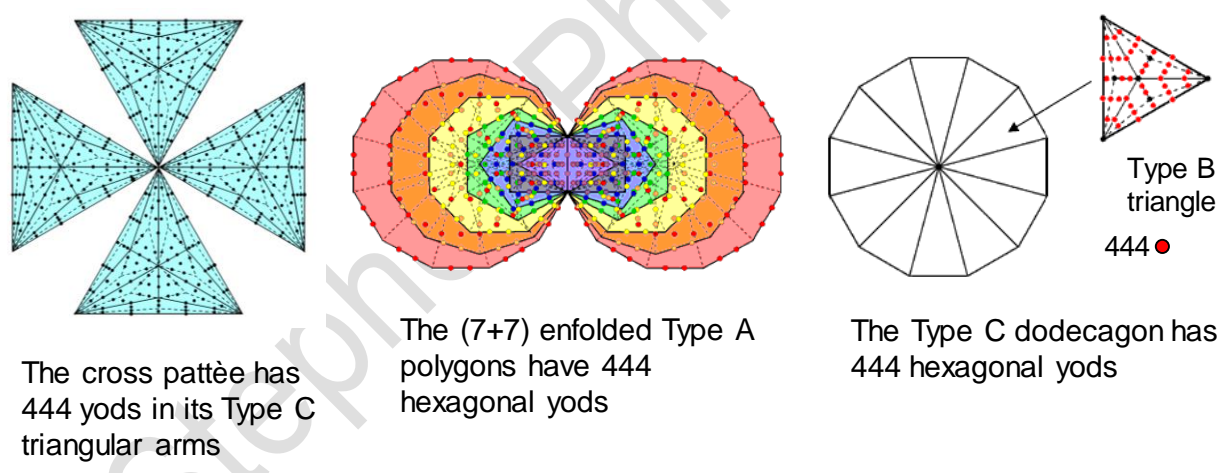 Type B
triangle
444
The cross pattèe has
444 yods in its Type C
triangular arms
The (7+7) enfolded Type A
polygons have 444
hexagonal yods
The Type C dodecagon has
444 hexagonal yods